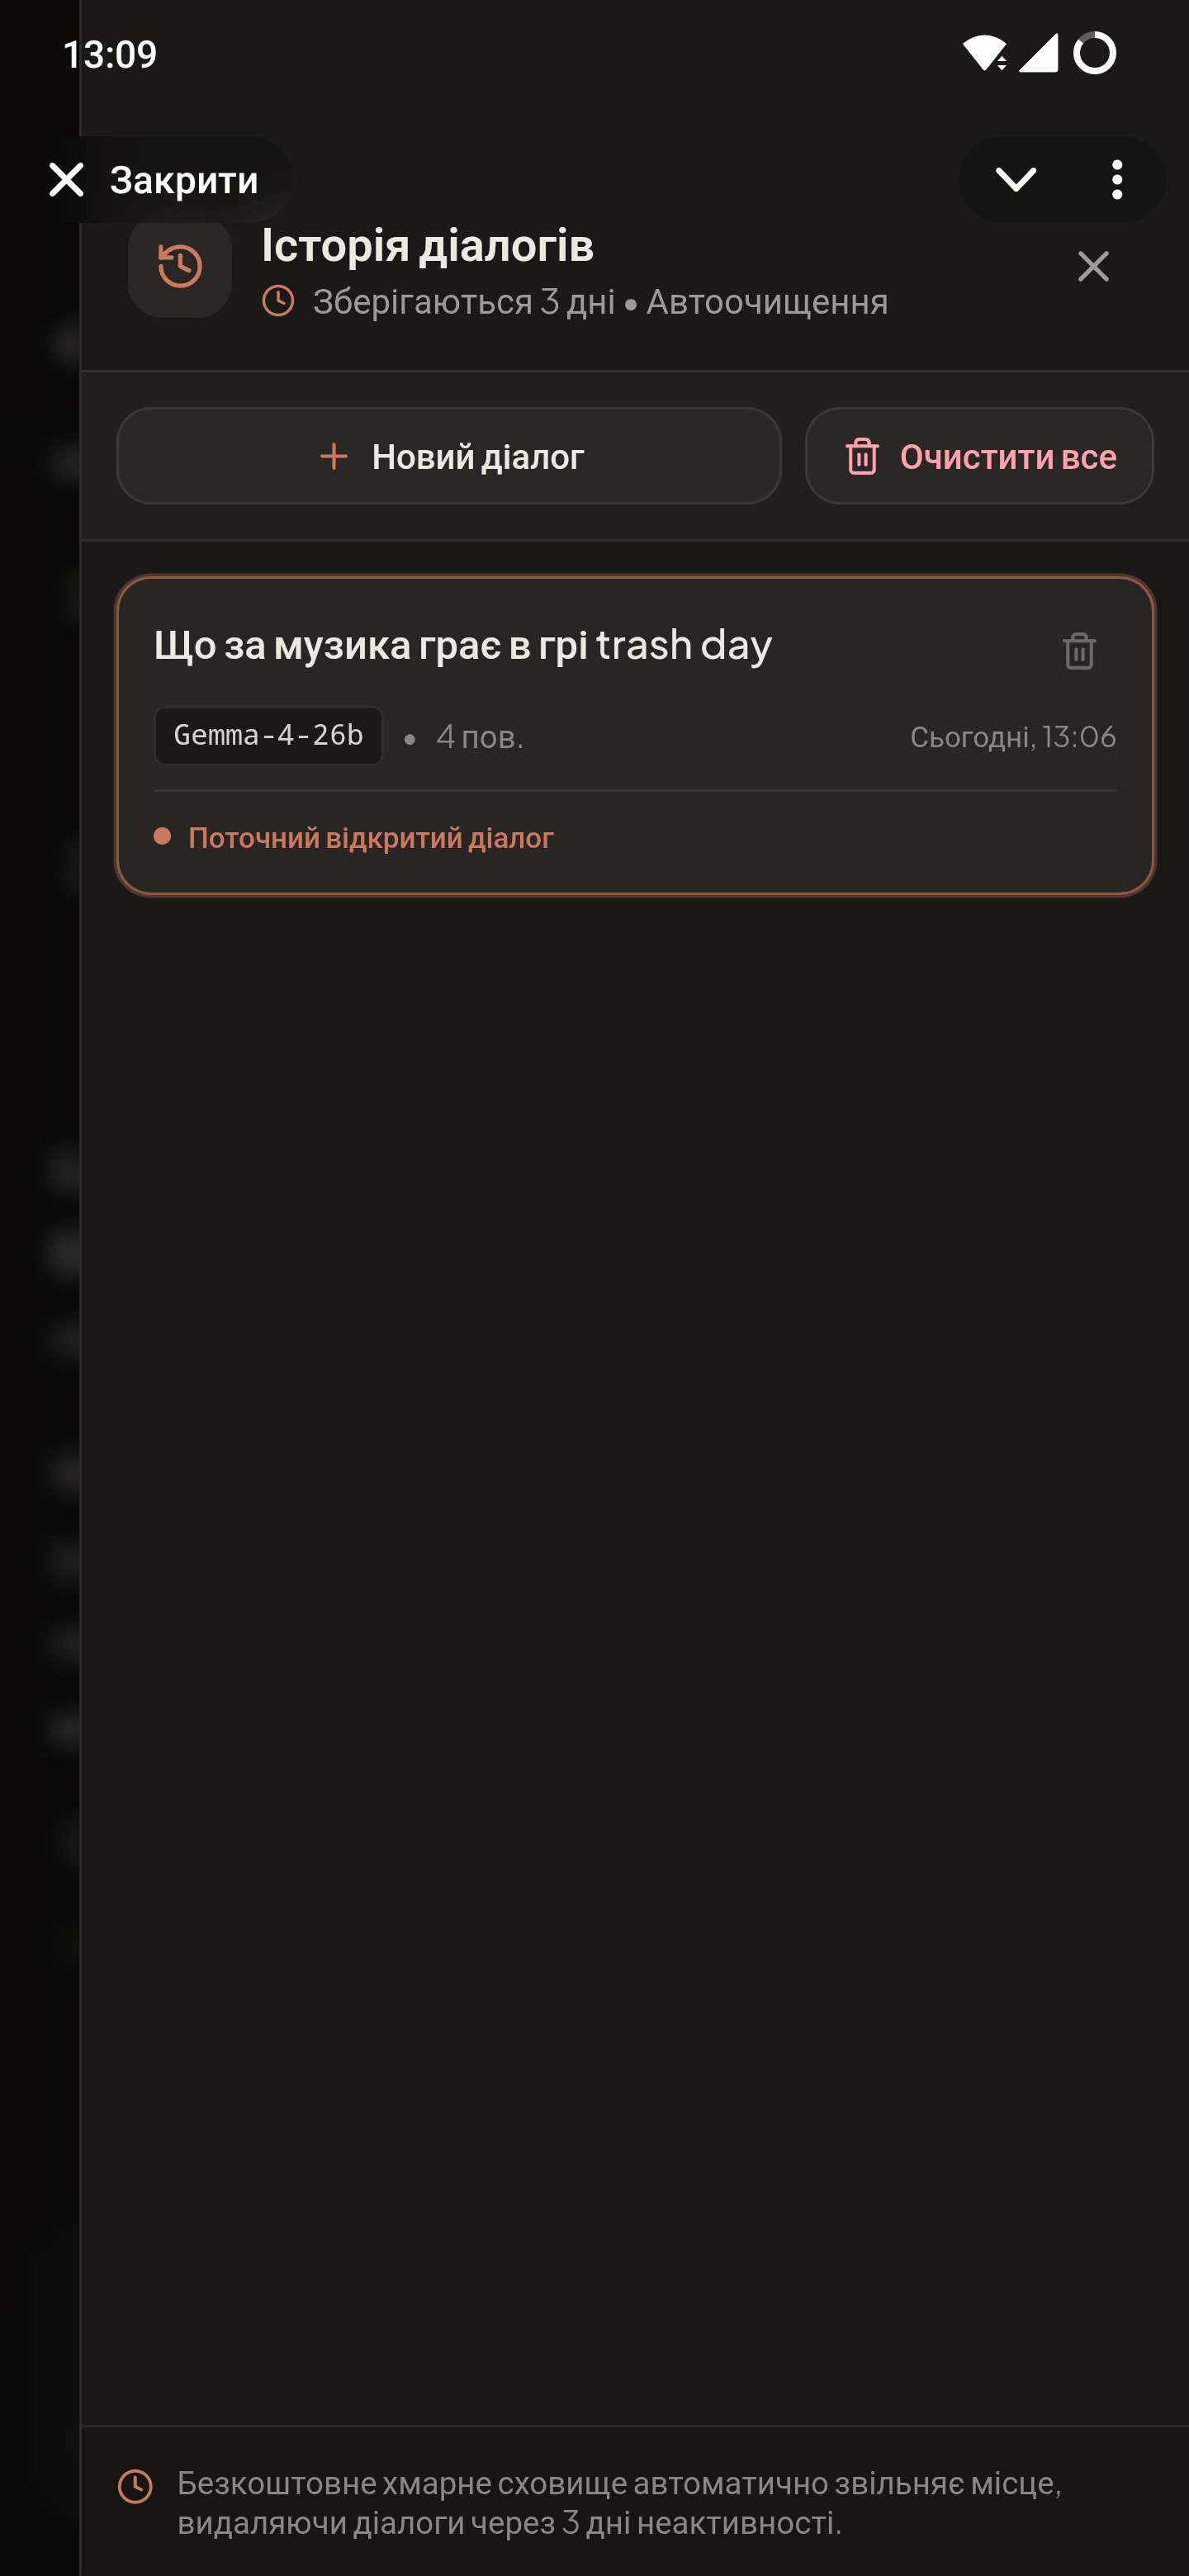 13:09
Закрити
Історія діалогів
Зберігаються 3 дні • Автоочищення
Новий діалог
Очистити все
Що за музика грає в грі trash day
Gemma-4-26b • 4 пов.
Сьогодні, 13:06
Поточний відкритий діалог
Безкоштовне хмарне сховище автоматично звільняє місце,
видаляючи діалоги через 3 дні неактивності.